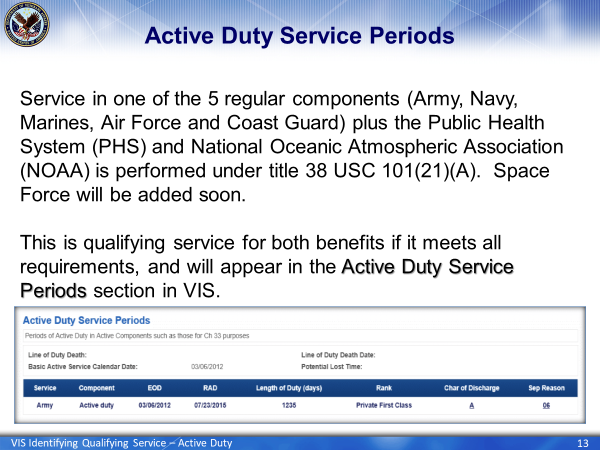 Active Duty Service Periods
Service in one of the 5 regular components (Army, Navy,
Marines, Air Force and Coast Guard) plus the Public Health
System (PHS) and National Oceanic Atmospheric Association
(NOAA) is performed under title 38 USC 101(21)(A).  Space
Force will be added soon.
This is qualifying service for both benefits if it meets all
requirements, and will appear in the Active Duty Service
Periods section in VIS.
Active Duty Service Periods
Periods of Active Duty in Active Components such as those for Ch 33 purposes
Line of Duty Death: Line of Duty Death Date:
Basic Active Service Calendar Date: 03/06/2012 Potential Lost Time:
Service Component EOD RAD Length of Duty (days) Rank Char of Discharge Sep Reason
Army Active duty 03/06/2012 07/23/2015 1235 Private First Class A 06
VIS Identifying Qualifying Service – Active Duty 13